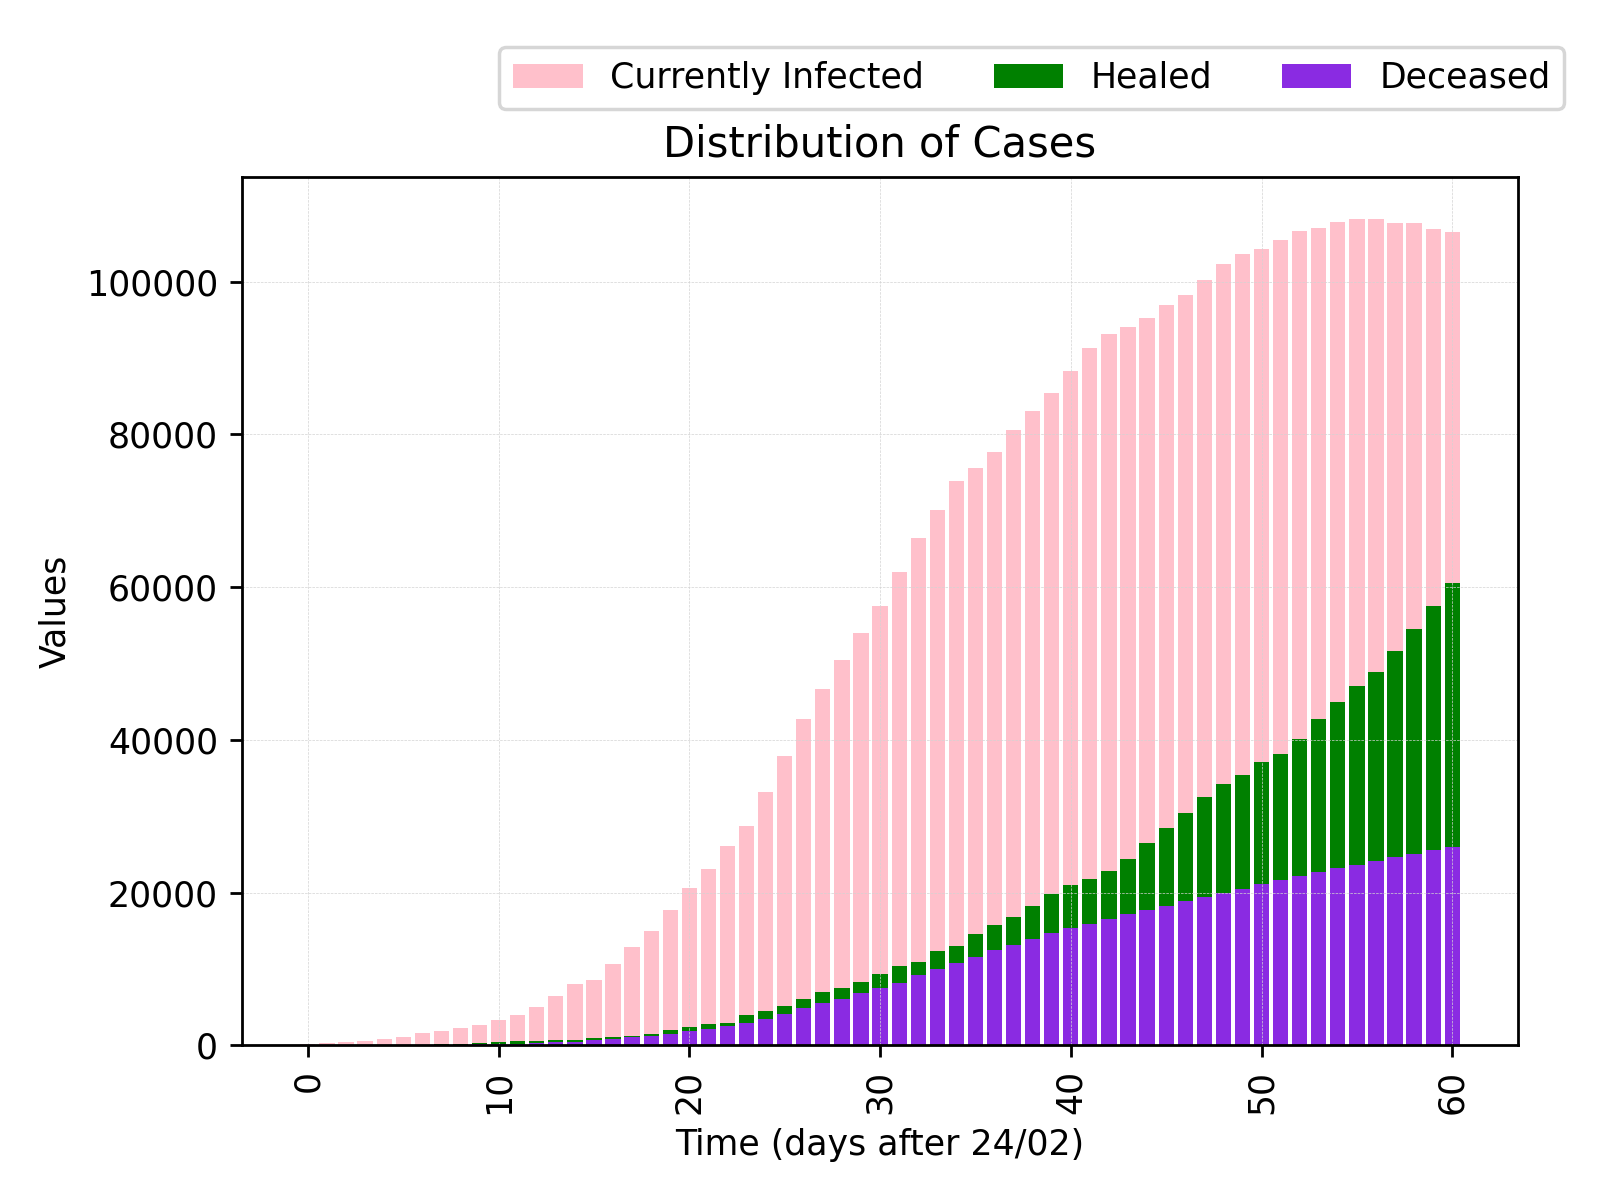 Currently Infected Healed Deceased
Distribution of Cases
Values
100000
80000
60000
40000
20000
0
0 10 20 30 40 50 60
Time (days after 24/02)